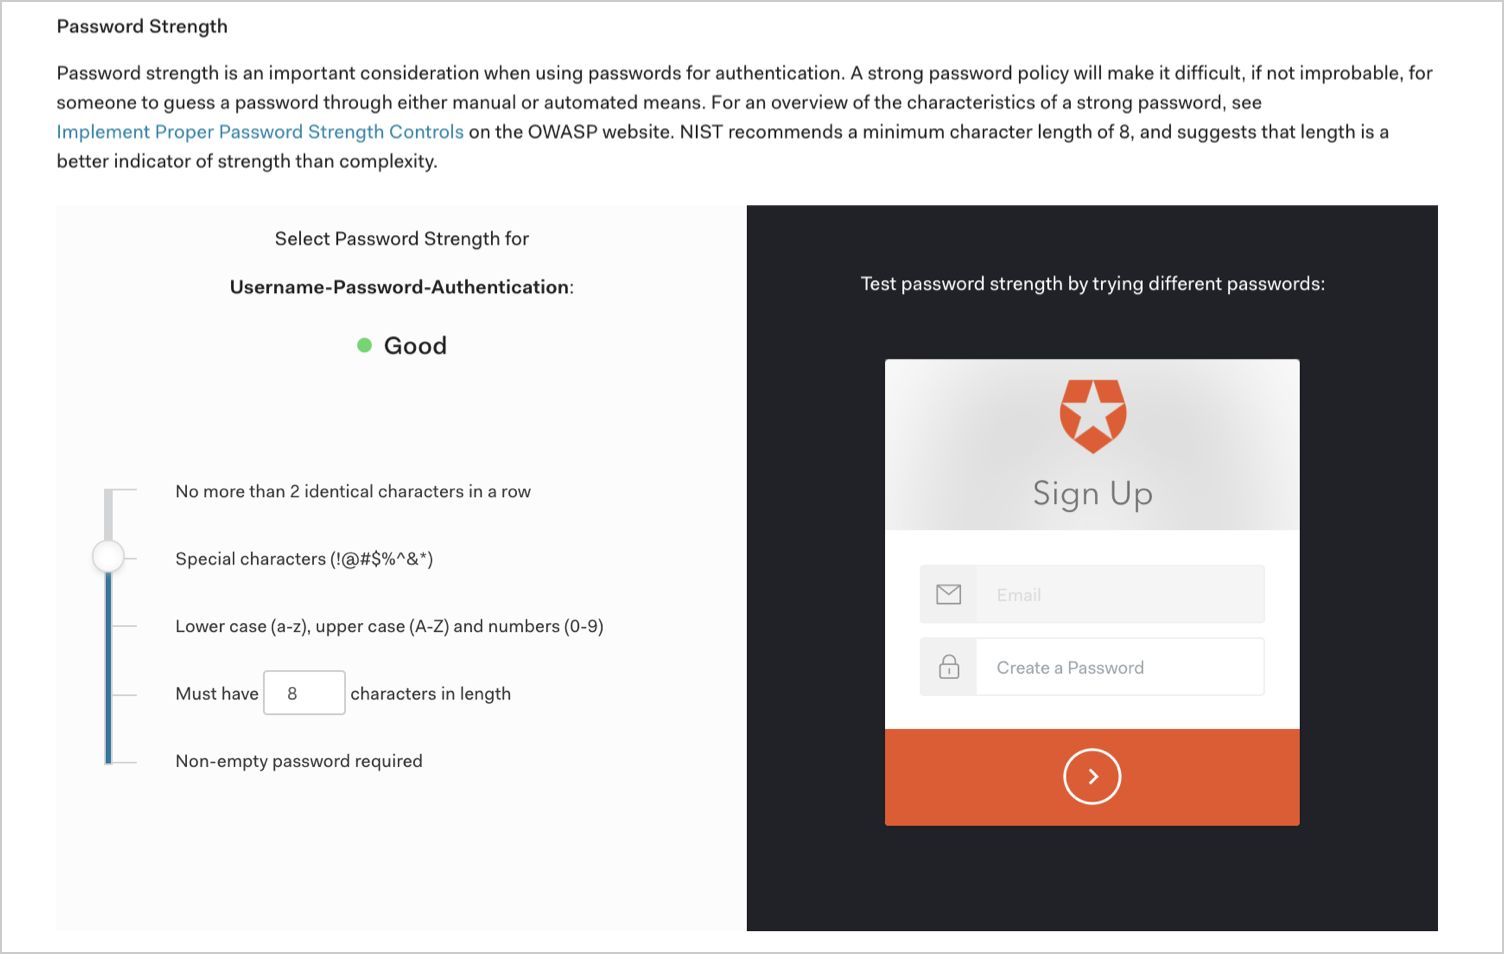 Password Strength
Password strength is an important consideration when using passwords for authentication. A strong password policy will make it difficult, if not improbable, for
someone to guess a password through either manual or automated means. For an overview of the characteristics of a strong password, see
Implement Proper Password Strength Controls on the OWASP website. NIST recommends a minimum character length of 8, and suggests that length is a
better indicator of strength than complexity.
Select Password Strength for
Username-Password-Authentication:
Good
No more than 2 identical characters in a row
Special characters (!@#$%^&*)
Lower case (a-z), upper case (A-Z) and numbers (0-9)
Must have 8 characters in length
Non-empty password required
Test password strength by trying different passwords:
Sign Up
Email
Create a Password